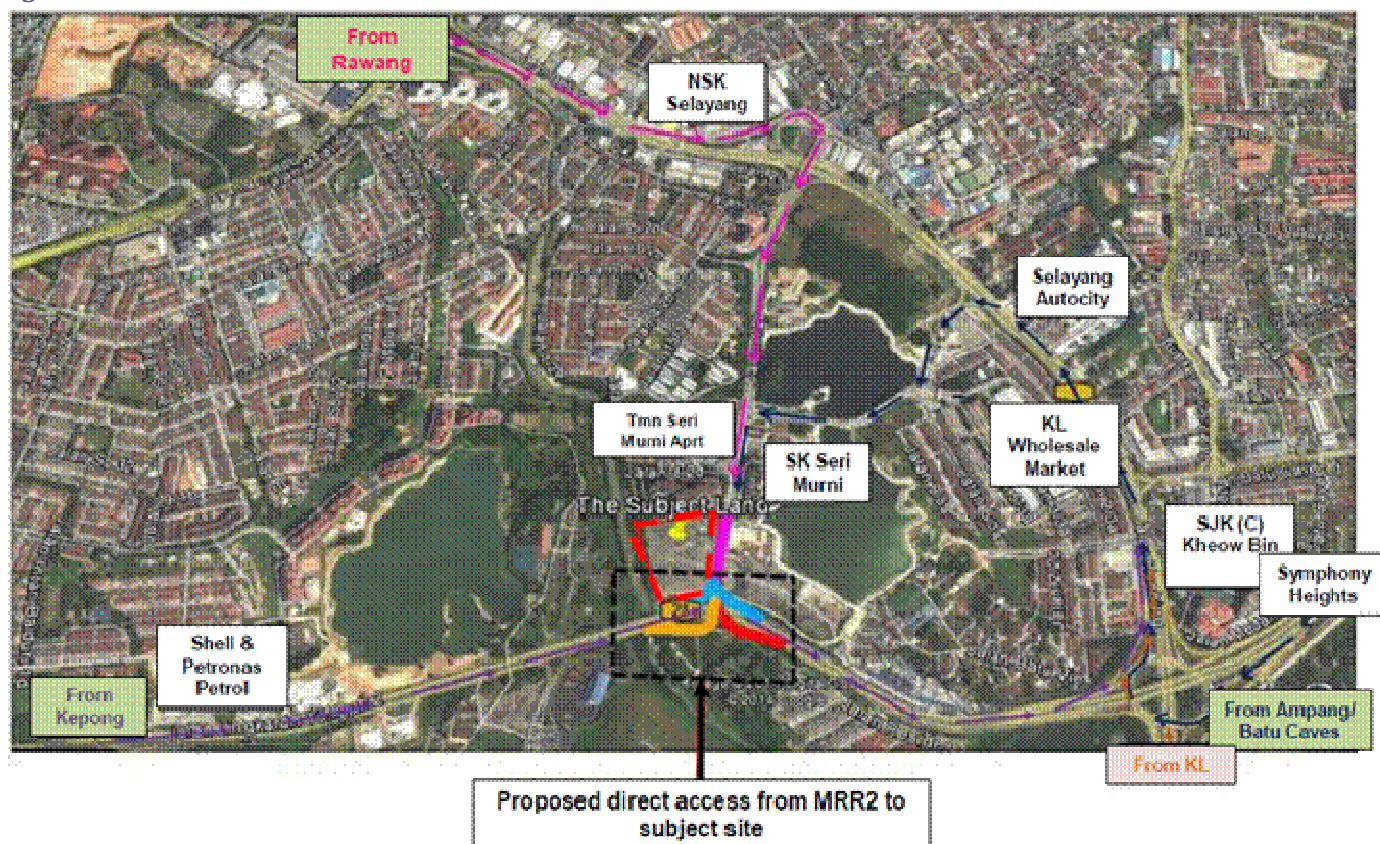 From
Rawang
NSK
Selayang
Selayang
Autocity
Tmn Seri
Murni Aprt
SK Seri
Murni
KL
Wholesale
Market
The Subject Land
SJK (C)
Kheow Bin
Symphony
Heights
Shell &
Petronas
Petrol
From
Kepong
From Ampang/
Batu Caves
From KL
Proposed direct access from MRR2 to
subject site